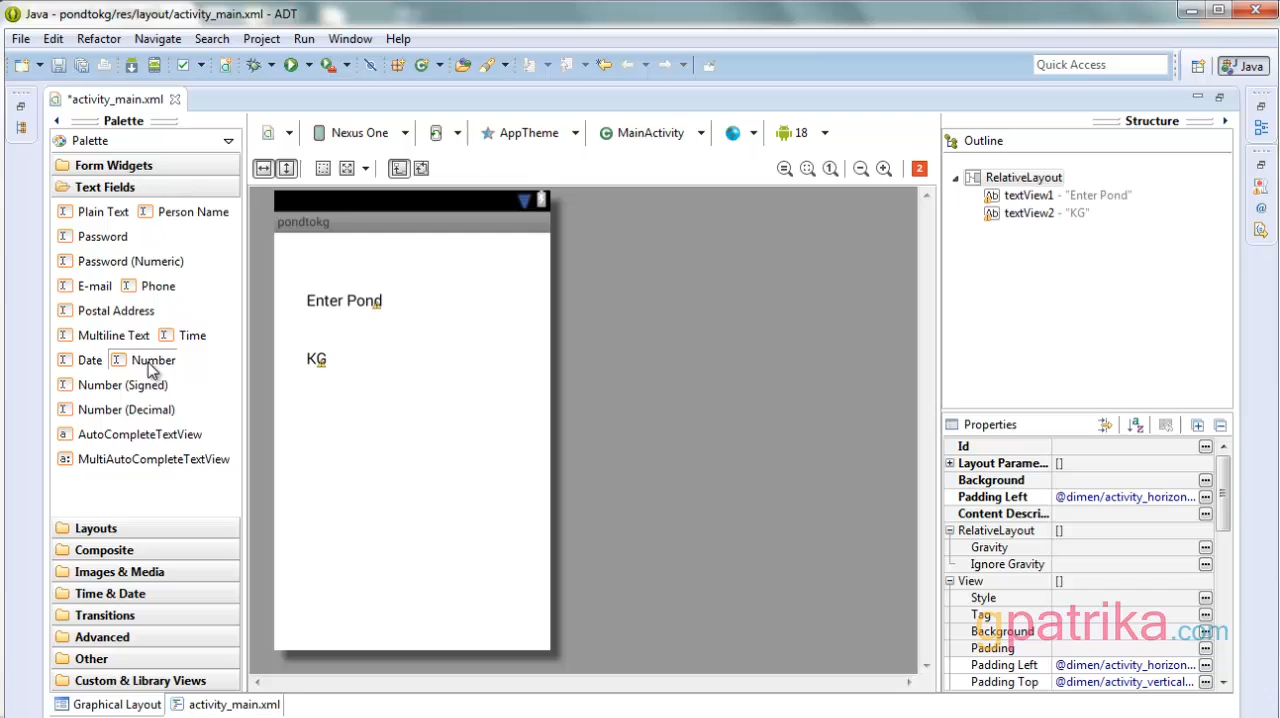 Java - pondtokg/res/layout/activity_main.xml - ADT
File Edit Refactor Navigate Search Project Run Window Help
Quick Access
Java
*activity_main.xml
Palette
Structure
Palette
Nexus One
AppTheme
MainActivity
18
Outline
Form Widgets
2
Text Fields
RelativeLayout
textView1 - "Enter Pond"
Plain Text Person Name
textView2 - "KG"
pondtokg
Password
Password (Numeric)
E-mail Phone
Enter Pond
Postal Address
Multiline Text Time
Date Number
KG
Number (Signed)
Number (Decimal)
AutoCompleteTextView
Properties
MultiAutoCompleteTextView
Id
Layout Parame... []
Background
Padding Left @dimen/activity_horizon...
Content Descri...
Layouts
RelativeLayout []
Composite
Gravity
Images & Media
Ignore Gravity
Time & Date
View []
Style
Transitions
Tag
gpatrika.com
Advanced
Background
Padding
Other
Padding Left @dimen/activity_horizon...
Custom & Library Views
Padding Top @dimen/activity_vertical...
Graphical Layout activity_main.xml